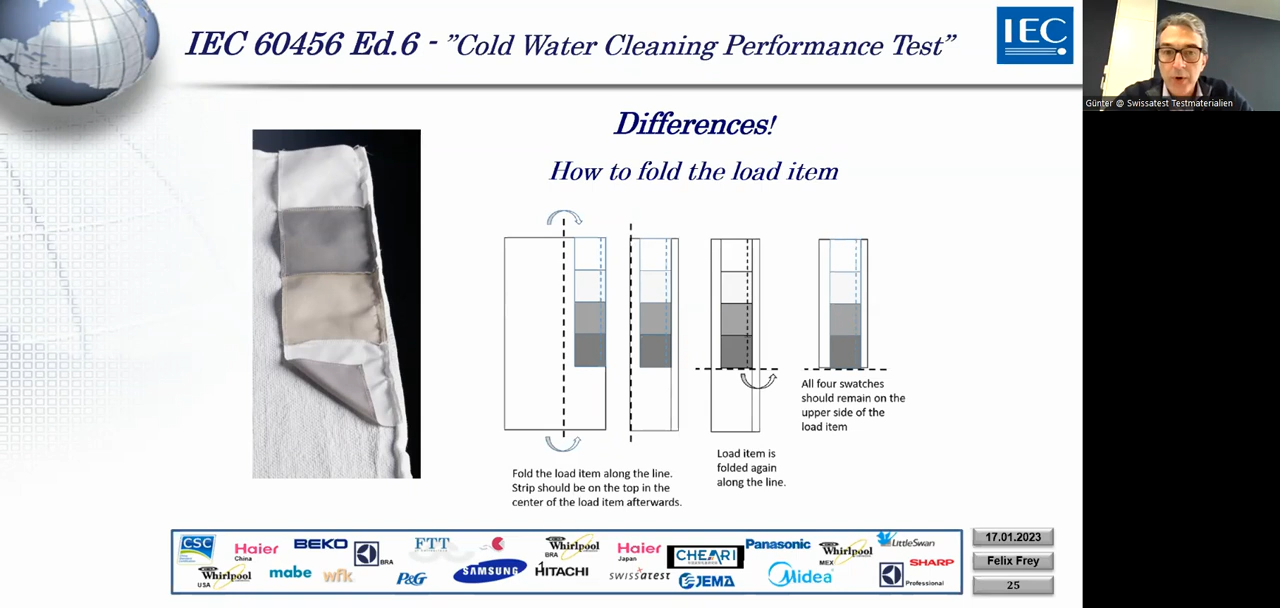 IEC 60456 Ed.6 - ”Cold Water Cleaning Performance Test”
IEC
Günter @ Swissatest Testmaterialien
Differences!
How to fold the load item
All four swatches
should remain on the
upper side of the
load item
Load item is
folded again
along the line.
Fold the load item along the line.
Strip should be on the top in the
center of the load item afterwards.
CSC
Haier
China
BEKO
BRA
FTT
BRA
Whirlpool
Haier
Japan
CHEARI
Panasonic
Whirlpool
MEX
LittleSwan
SHARP
Whirlpool
USA
mabe
wfk
P&G
SAMSUNG
HITACHI
swissatest
JEMA
Midea
Professional
17.01.2023
Felix Frey
25